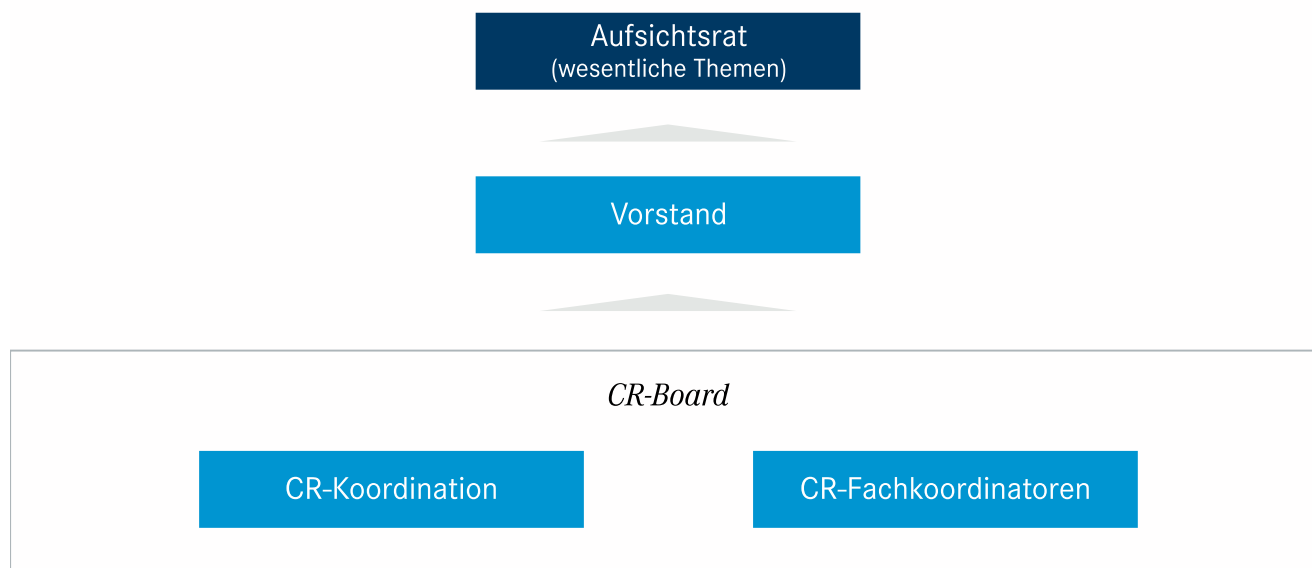 Aufsichtsrat
(wesentliche Themen)
Vorstand
CR-Board
CR-Koordination
CR-Fachkoordinatoren